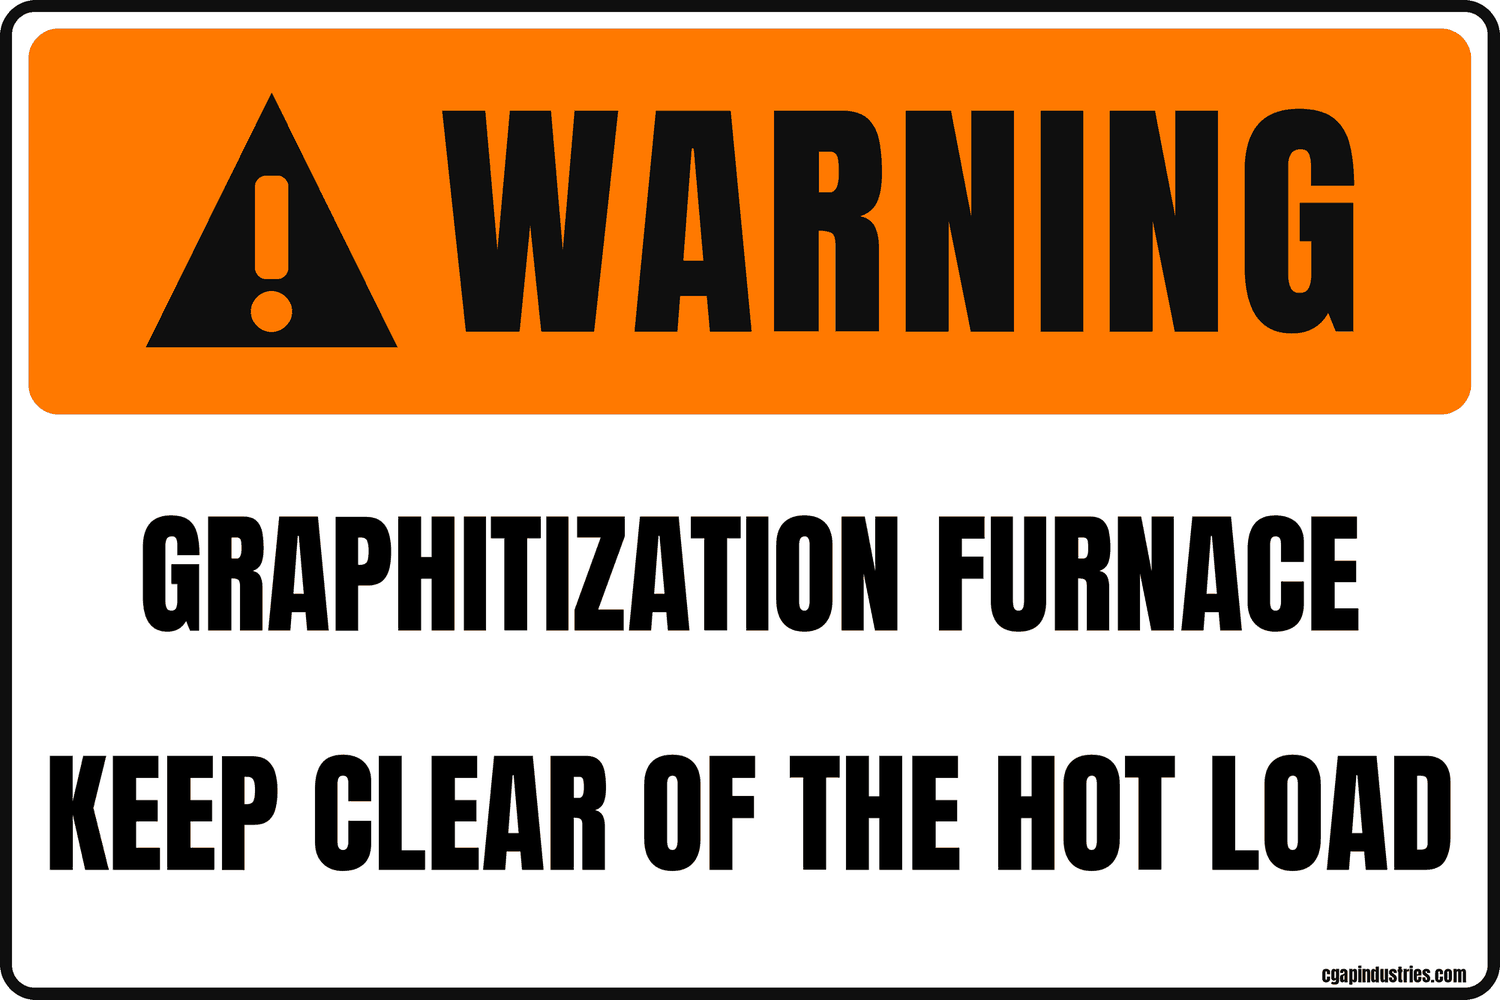 WARNING
GRAPHITIZATION FURNACE
KEEP CLEAR OF THE HOT LOAD
cgapindustries.com